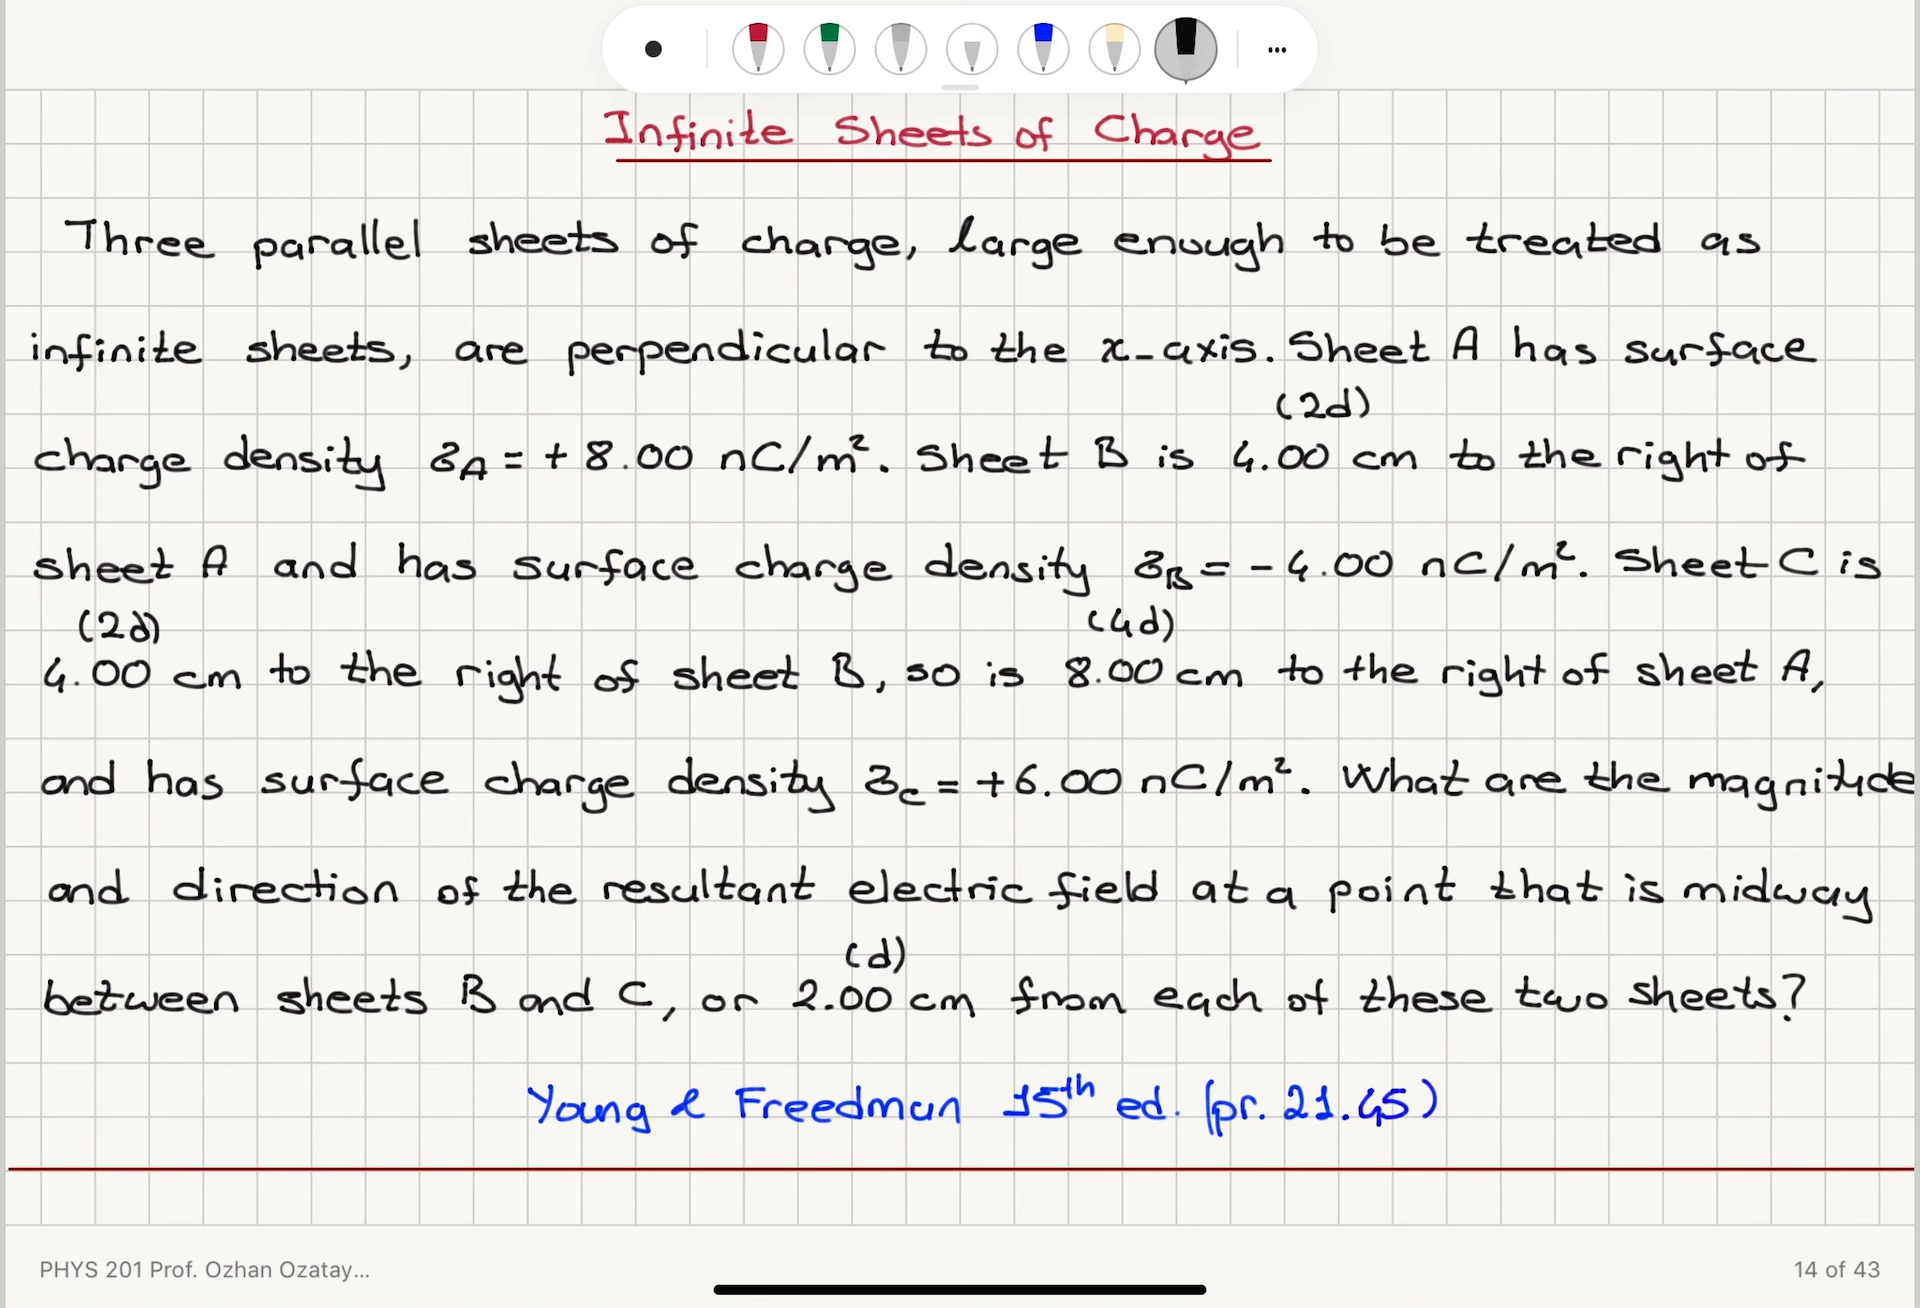 Infinite Sheets of Charge
Three parallel sheets of charge, large enough to be treated as
infinite sheets, are perpendicular to the x-axis. Sheet A has surface
(2d)
charge density σA = + 8.00 nC/m². Sheet B is 4.00 cm to the right of
sheet A and has surface charge density σB = - 4.00 nC/m². Sheet C is
(2d) (4d)
4.00 cm to the right of sheet B, so is 8.00 cm to the right of sheet A,
and has surface charge density σc = +6.00 nC/m². What are the magnitude
and direction of the resultant electric field at a point that is midway
(d)
between sheets B and C, or 2.00 cm from each of these two sheets?
Young & Freedman 15th ed. (pr. 21.45)
PHYS 201 Prof. Ozhan Ozatay...
14 of 43